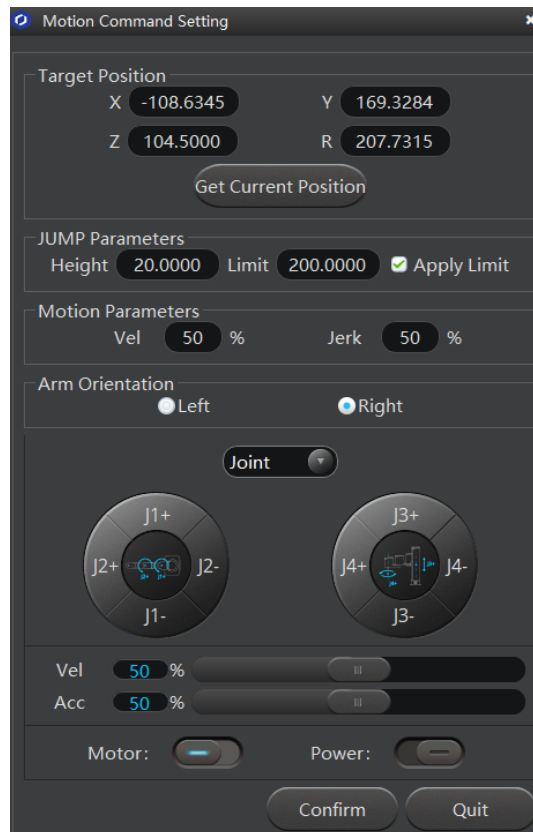 Motion Command Setting
Target Position
X -108.6345 Y 169.3284
Z 104.5000 R 207.7315
Get Current Position
JUMP Parameters
Height 20.0000 Limit 200.0000 Apply Limit
Motion Parameters
Vel 50 % Jerk 50 %
Arm Orientation
Left Right
Joint
J1+ J3+
J2+ J2- J4+ J4-
J1- J3-
Vel 50 %
Acc 50 %
Motor: Power:
Confirm Quit